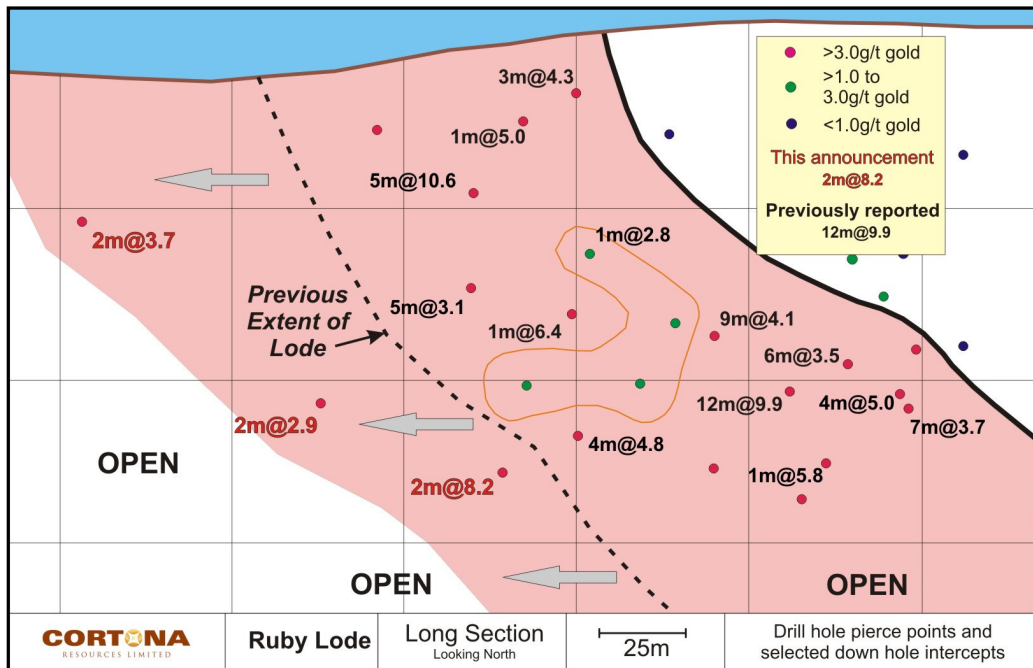 >3.0g/t gold
>1.0 to
3.0g/t gold
<1.0g/t gold
This announcement
2m@8.2
Previously reported
12m@9.9
3m@4.3
1m@5.0
5m@10.6
2m@3.7
1m@2.8
5m@3.1
Previous
Extent of
Lode
1m@6.4
9m@4.1
6m@3.5
2m@2.9
12m@9.9
4m@5.0
7m@3.7
4m@4.8
OPEN
2m@8.2
1m@5.8
OPEN
OPEN
CORTONA
RESOURCES LIMITED
Ruby Lode
Long Section
Looking North
25m
Drill hole pierce points and
selected down hole intercepts